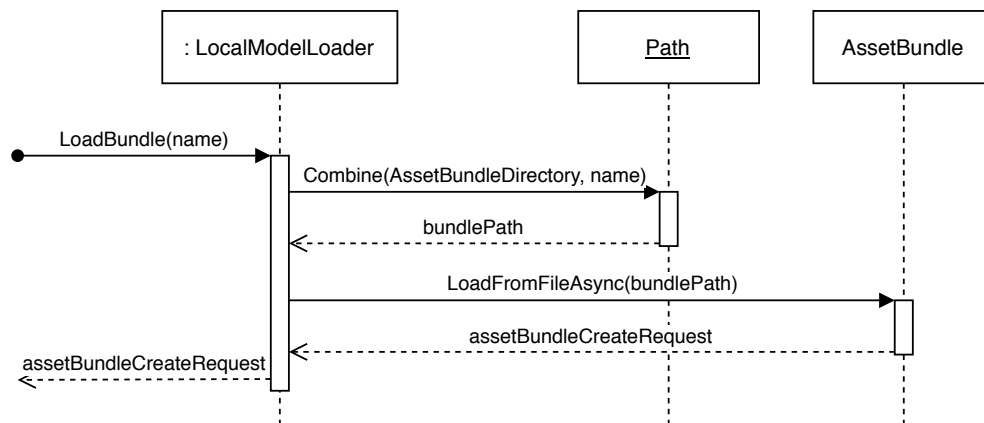 : LocalModelLoader
Path
AssetBundle
LoadBundle(name)
Combine(AssetBundleDirectory, name)
bundlePath
LoadFromFileAsync(bundlePath)
assetBundleCreateRequest
assetBundleCreateRequest